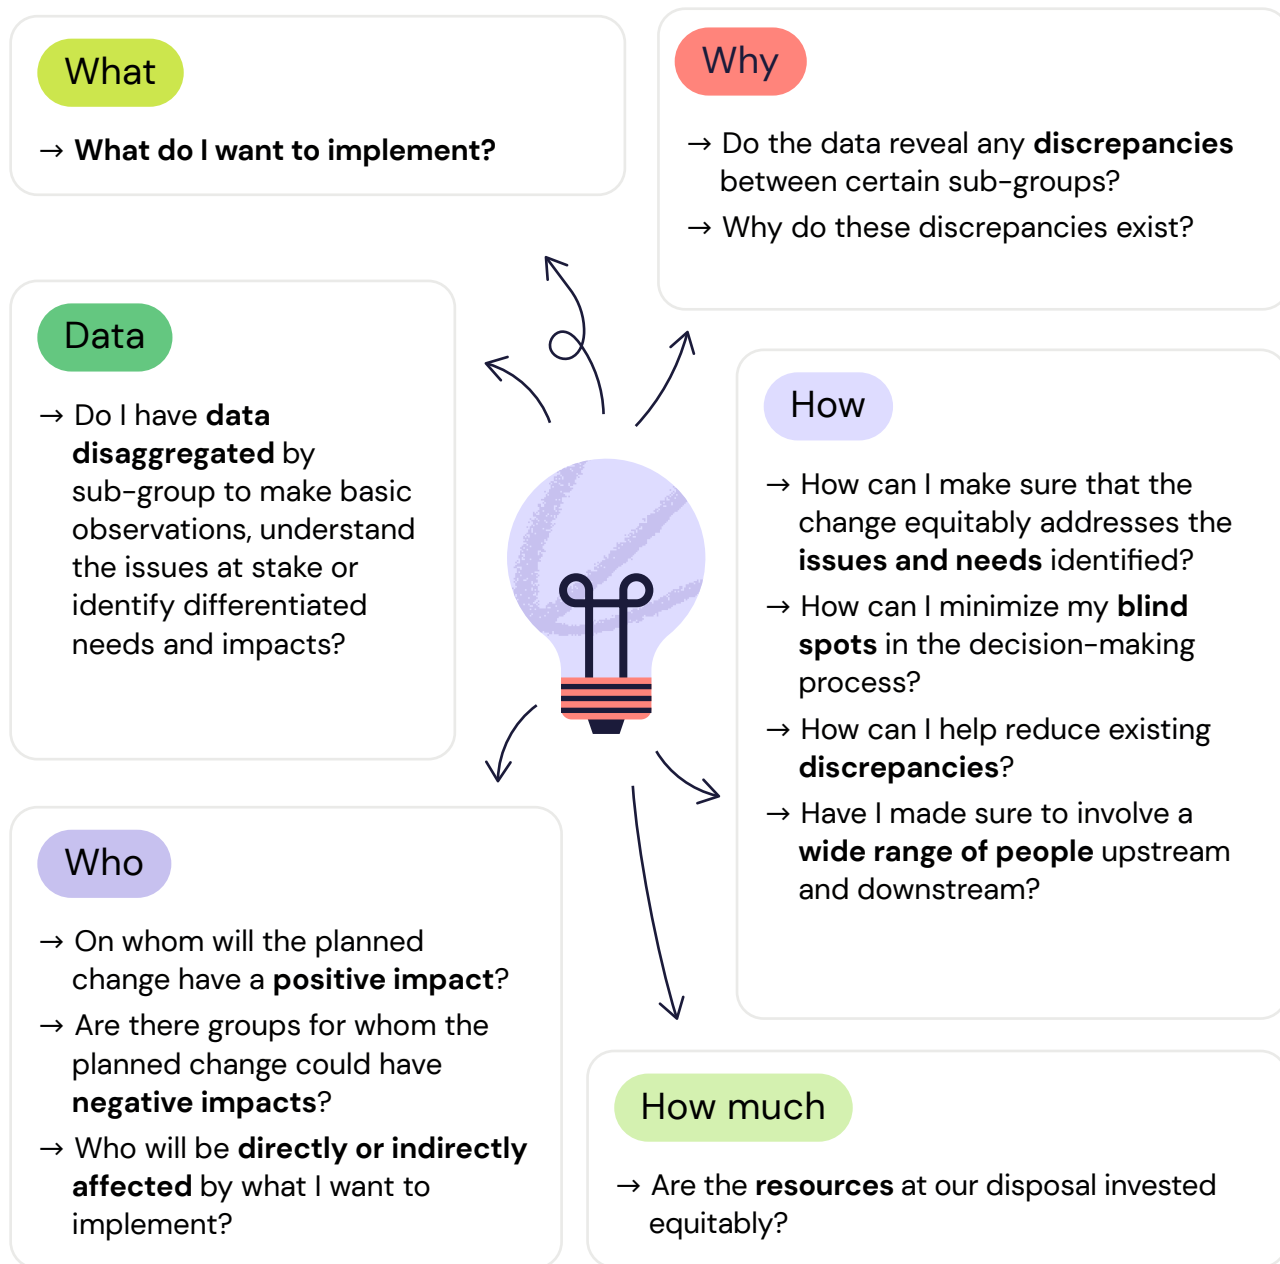 What
→ What do I want to implement?
Why
→ Do the data reveal any discrepancies
between certain sub-groups?
→ Why do these discrepancies exist?
Data
→ Do I have data
disaggregated by
sub-group to make basic
observations, understand
the issues at stake or
identify differentiated
needs and impacts?
How
→ How can I make sure that the
change equitably addresses the
issues and needs identified?
→ How can I minimize my blind
spots in the decision-making
process?
→ How can I help reduce existing
discrepancies?
→ Have I made sure to involve a
wide range of people upstream
and downstream?
Who
→ On whom will the planned
change have a positive impact?
→ Are there groups for whom the
planned change could have
negative impacts?
→ Who will be directly or indirectly
affected by what I want to
implement?
How much
→ Are the resources at our disposal invested
equitably?